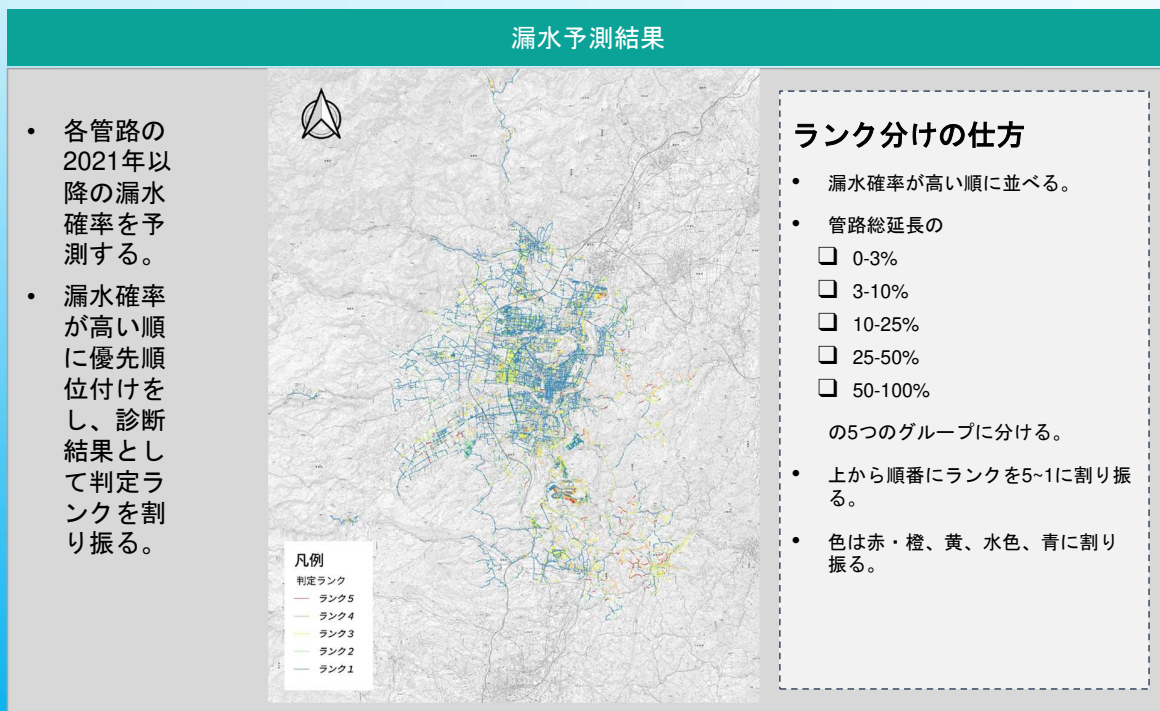 漏水予測結果
• 各管路の
2021年以
降の漏水
確率を予
測する。
• 漏水確率
が高い順
に優先順
位付けを
し、診断
結果とし
て判定ラ
ンクを割
り振る。
凡例
判定ランク
ランク5
ランク4
ランク3
ランク2
ランク1
ランク分けの仕方
• 漏水確率が高い順に並べる。
• 管路総延長の
❑ 0-3%
❑ 3-10%
❑ 10-25%
❑ 25-50%
❑ 50-100%
の5つのグループに分ける。
• 上から順番にランクを5~1に割り振
る。
• 色は赤・橙、黄、水色、青に割り
振る。